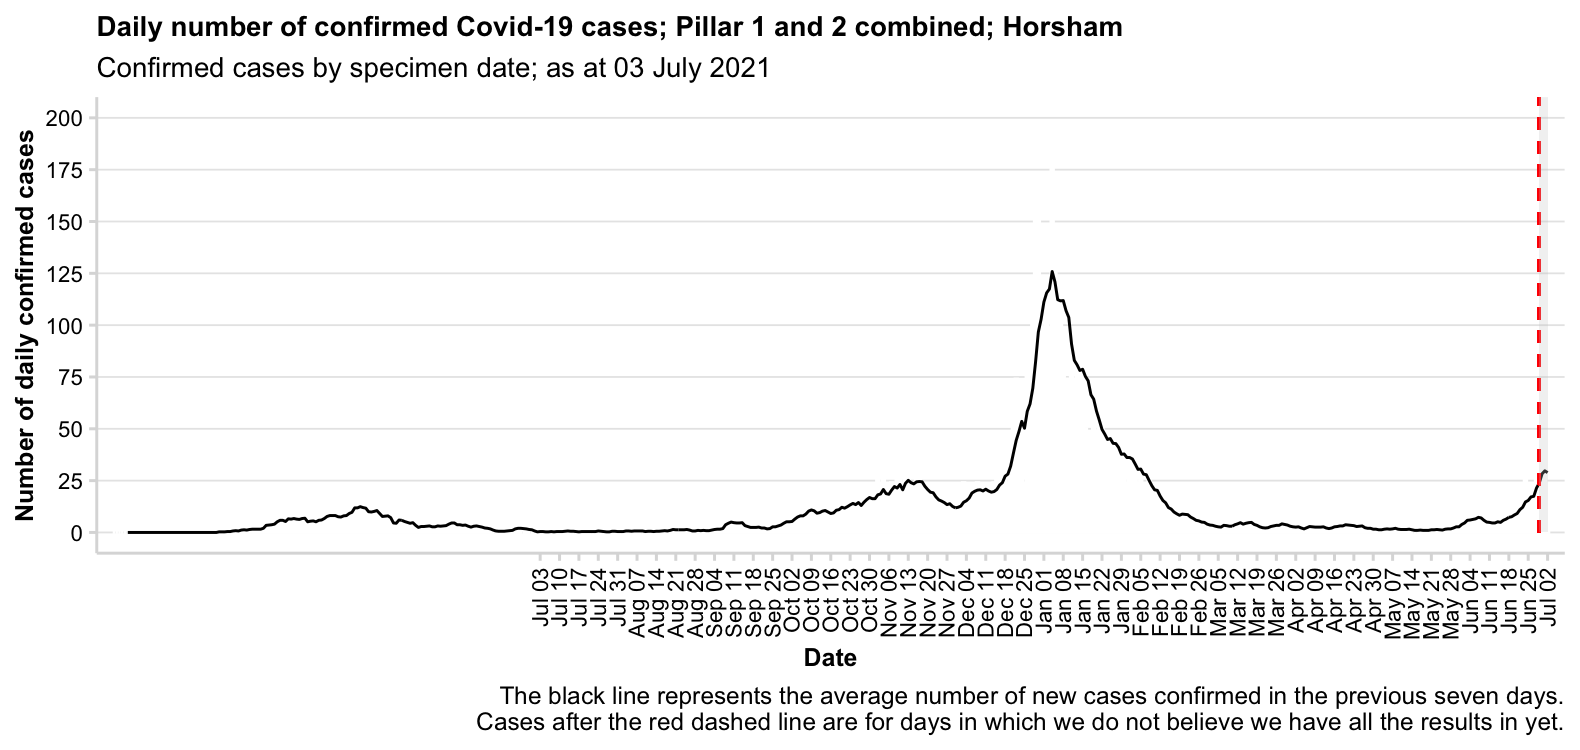 Daily number of confirmed Covid-19 cases; Pillar 1 and 2 combined; Horsham
Confirmed cases by specimen date; as at 03 July 2021
Number of daily confirmed cases
200
175
150
125
100
75
50
25
0
Jul 03
Jul 10
Jul 17
Jul 24
Jul 31
Aug 07
Aug 14
Aug 21
Aug 28
Sep 04
Sep 11
Sep 18
Sep 25
Oct 02
Oct 09
Oct 16
Oct 23
Oct 30
Nov 06
Nov 13
Nov 20
Nov 27
Dec 04
Dec 11
Dec 18
Dec 25
Jan 01
Jan 08
Jan 15
Jan 22
Jan 29
Feb 05
Feb 12
Feb 19
Feb 26
Mar 05
Mar 12
Mar 19
Mar 26
Apr 02
Apr 09
Apr 16
Apr 23
Apr 30
May 07
May 14
May 21
May 28
Jun 04
Jun 11
Jun 18
Jun 25
Jul 02
Date
The black line represents the average number of new cases confirmed in the previous seven days.
Cases after the red dashed line are for days in which we do not believe we have all the results in yet.